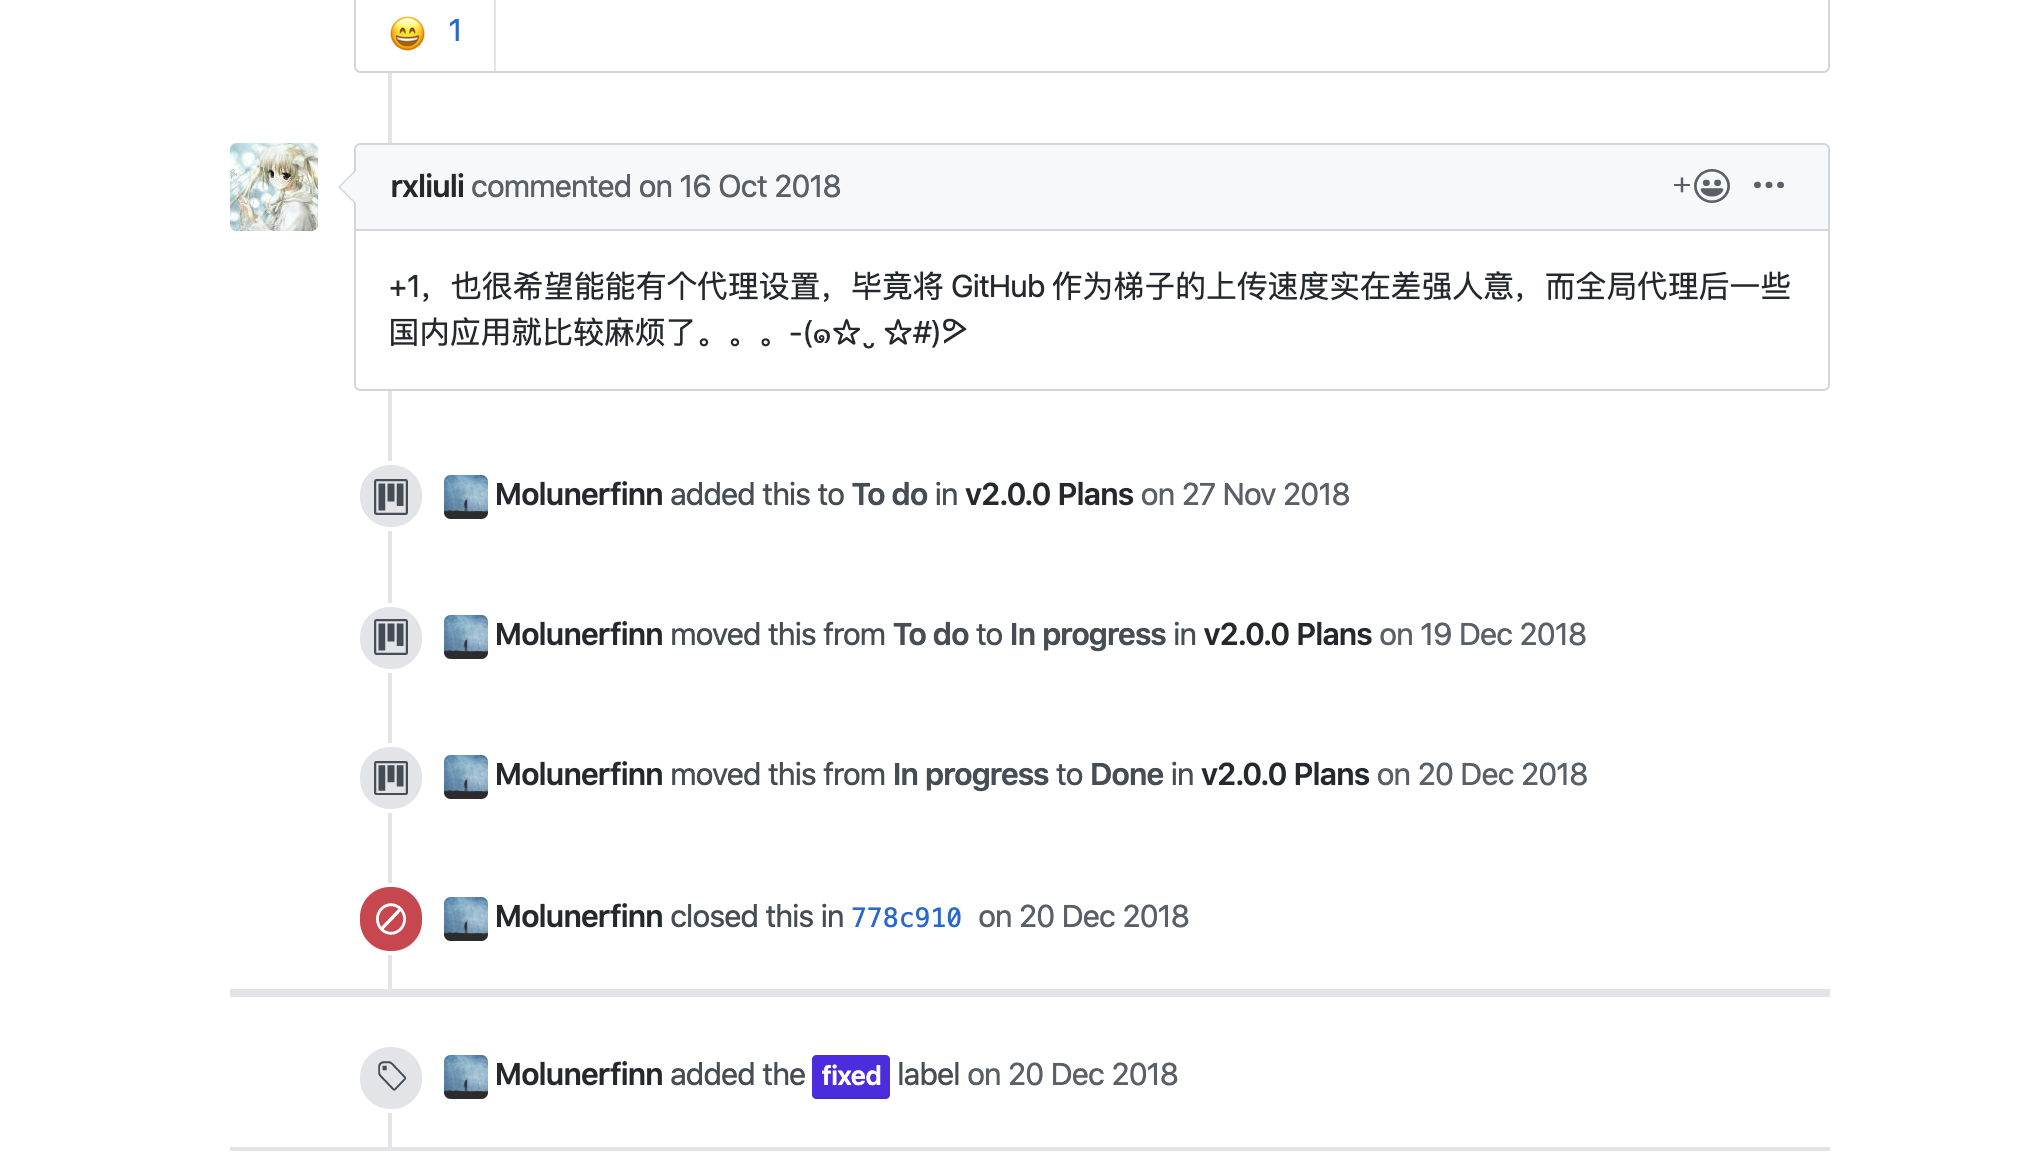 😄 1
rxliuli commented on 16 Oct 2018
+1，也很希望能能有个代理设置，毕竟将 GitHub 作为梯子的上传速度实在差强人意，而全局代理后一些
国内应用就比较麻烦了。。。-(๑☆‿ ☆#)ᕗ
Molunerfinn added this to To do in v2.0.0 Plans on 27 Nov 2018
Molunerfinn moved this from To do to In progress in v2.0.0 Plans on 19 Dec 2018
Molunerfinn moved this from In progress to Done in v2.0.0 Plans on 20 Dec 2018
Molunerfinn closed this in 778c910 on 20 Dec 2018
Molunerfinn added the fixed label on 20 Dec 2018